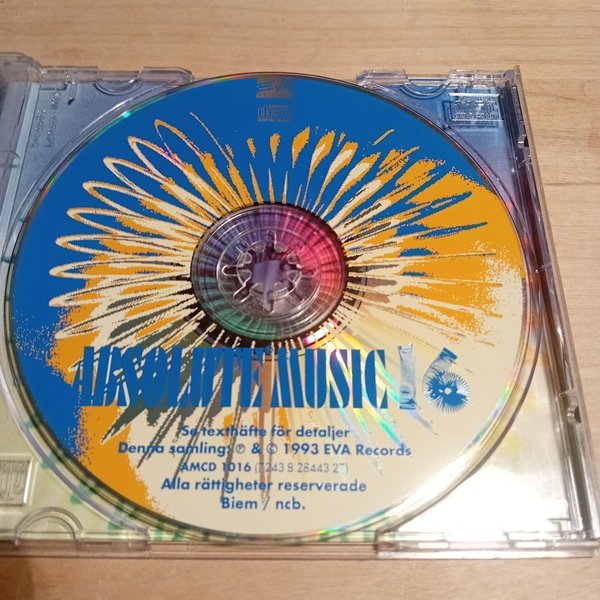 EVA
ABSOLUTE MUSIC 16
Se texthäfte för detaljer
Denna samling: ℗ & © 1993 EVA Records
AMCD 1016 (7243 8 28443 27)
Alla rättigheter reserverade
Biem / ncb.